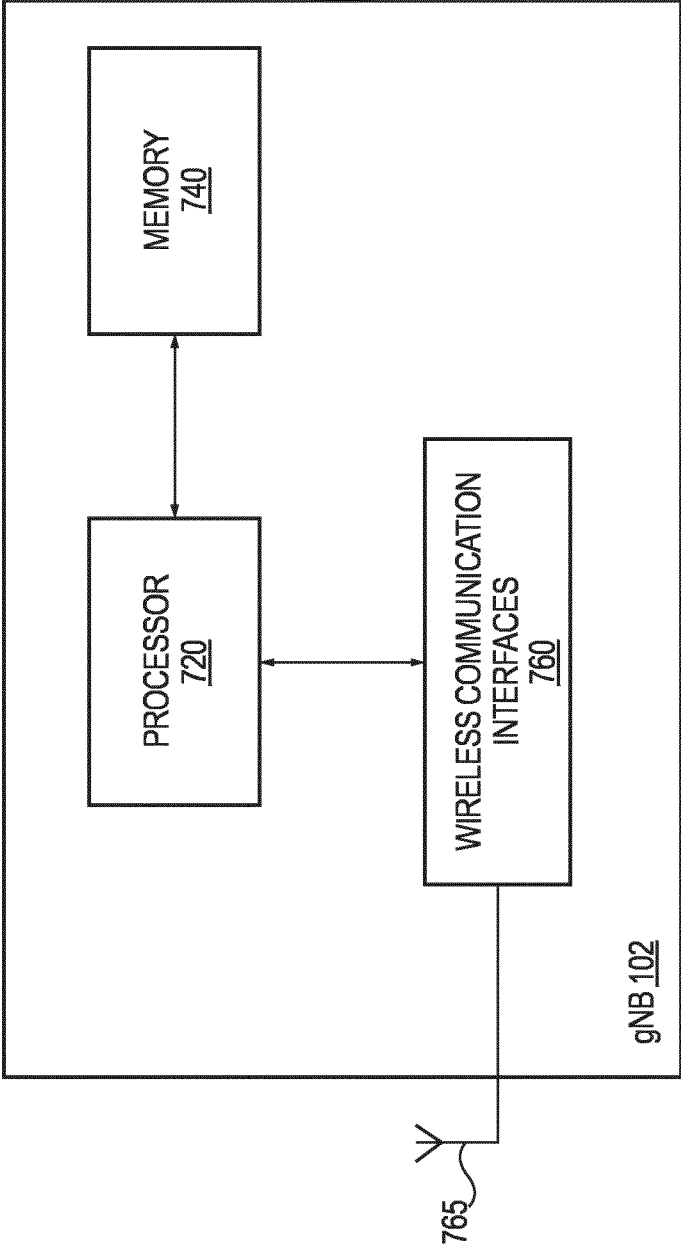 MEMORY
740
PROCESSOR
720
WIRELESS COMMUNICATION
INTERFACES
760
gNB 102
765